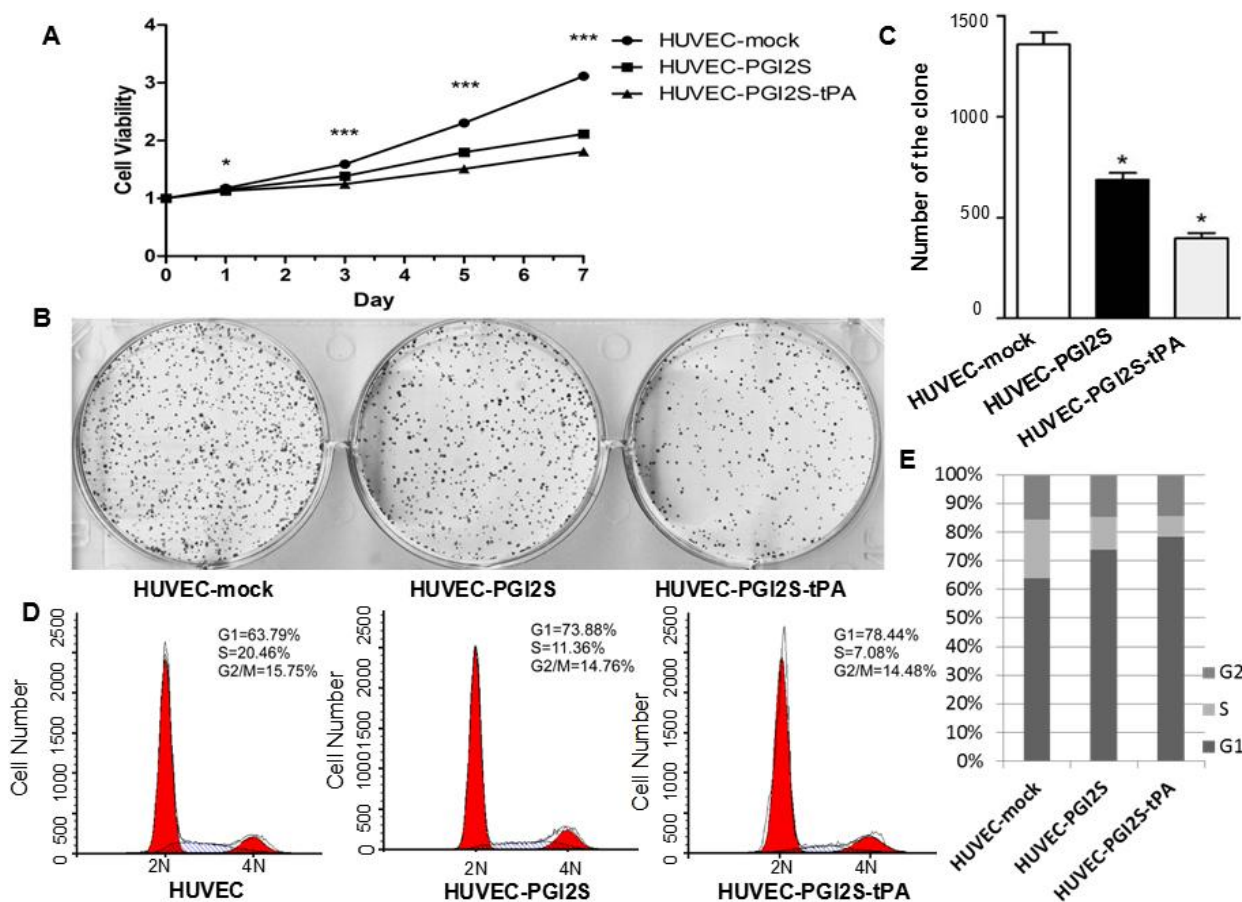 A
4
3
2
1
0
Cell Viability
0 1 2 3 4 5 6 7
Day
*
***
***
***
HUVEC-mock
HUVEC-PGI2S
HUVEC-PGI2S-tPA
C
1500
1000
500
0
Number of the clone
*
*
HUVEC-mock
HUVEC-PGI2S
HUVEC-PGI2S-tPA
B
HUVEC-mock HUVEC-PGI2S HUVEC-PGI2S-tPA
D
2500
2000
1500
1000
500
0
Cell Number
G1=63.79%
S=20.46%
G2/M=15.75%
2N 4N
HUVEC
2500
2000
1500
1000
500
0
Cell Number
G1=73.88%
S=11.36%
G2/M=14.76%
2N 4N
HUVEC-PGI2S
2500
2000
1500
1000
500
0
Cell Number
G1=78.44%
S=7.08%
G2/M=14.48%
2N 4N
HUVEC-PGI2S-tPA
E
100%
90%
80%
70%
60%
50%
40%
30%
20%
10%
0%
G2
S
G1
HUVEC-mock
HUVEC-PGI2S
HUVEC-PGI2S-tPA